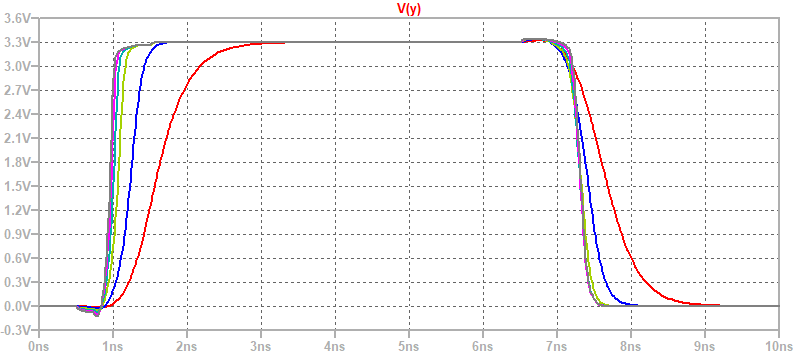 V(y)
3.6V
3.3V
3.0V
2.7V
2.4V
2.1V
1.8V
1.5V
1.2V
0.9V
0.6V
0.3V
0.0V
-0.3V
0ns 1ns 2ns 3ns 4ns 5ns 6ns 7ns 8ns 9ns 10ns